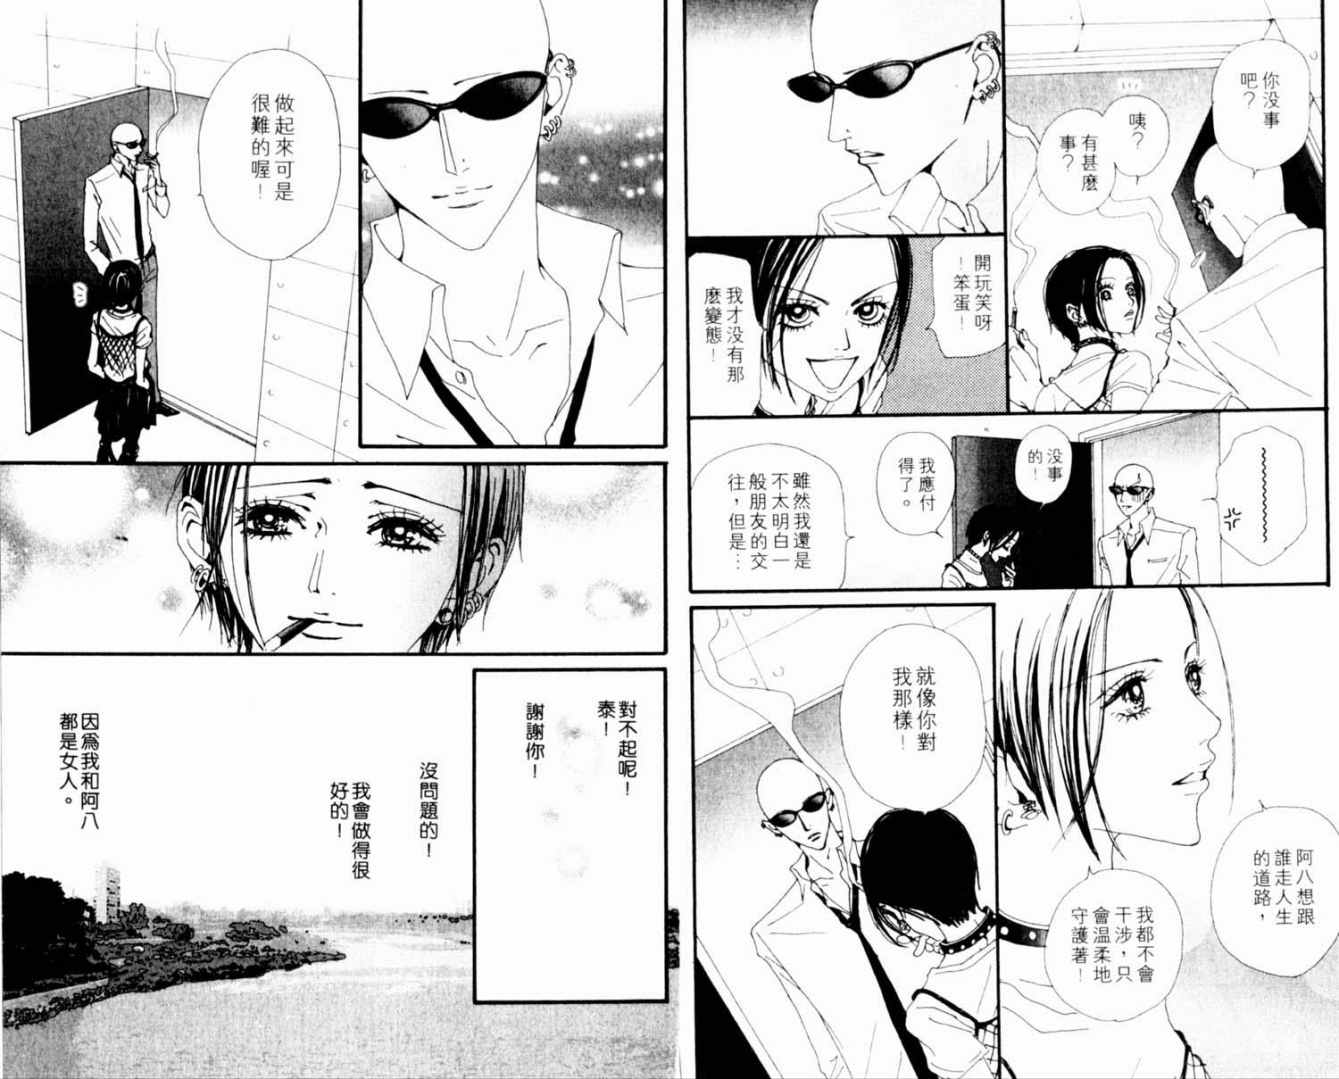 你没事
吧？
咦？
有甚麼
事？
開玩笑呀
！笨蛋！
我才没有那
麼變態！
没事
的！
我應付
得了。
雖然我還是
不太明白一
般朋友的交
往，但是…
阿八想跟
誰走人生
的道路，
我都不會
干涉，只
會溫柔地
守護著！
就像你對
我那樣！
做起來可是
很難的喔！
對不起呢！
泰！
謝謝你！
沒問題的！
我會做得很
好的！
因爲我和阿八
都是女人。